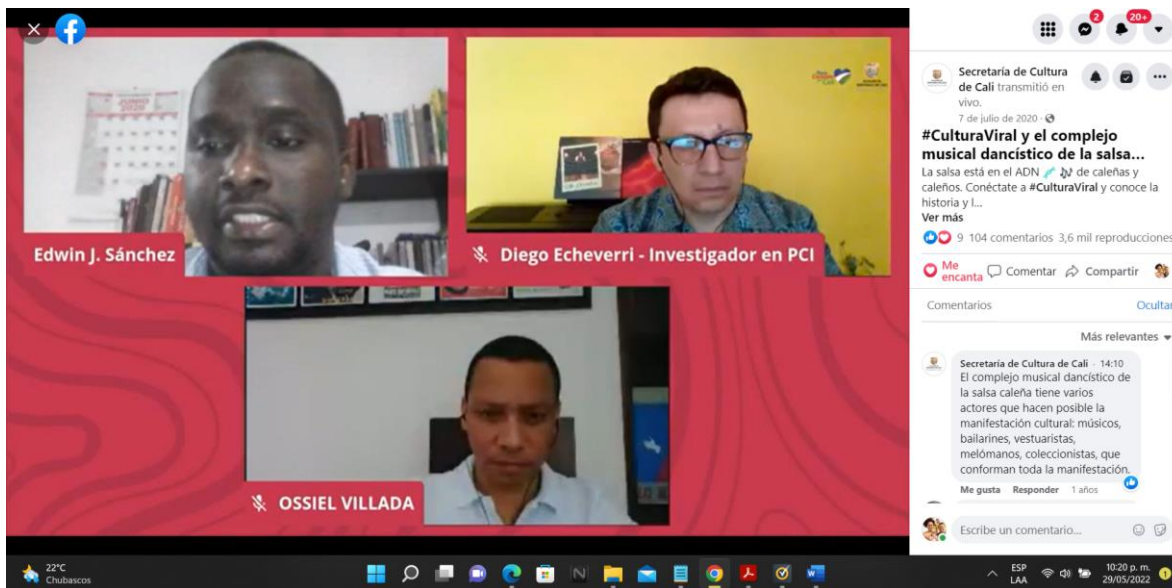 JUNIO
2020
Edwin J. Sánchez
Diego Echeverri - Investigador en PCI
OSSIEL VILLADA
2
20+
Secretaría de Cultura
de Cali transmitió en
vivo.
7 de julio de 2020 ·
#CulturaViral y el complejo
musical dancístico de la salsa...
La salsa está en el ADN de caleñas y
caleños. Conéctate a #CulturaViral y conoce la
historia y l...
Ver más
9 104 comentarios 3,6 mil reproducciones
Me
encanta Comentar Compartir
Comentarios Ocultar
Más relevantes
Secretaría de Cultura de Cali · 14:10
El complejo musical dancístico de
la salsa caleña tiene varios
actores que hacen posible la
manifestación cultural: músicos,
bailarines, vestuaristas,
melómanos, coleccionistas, que
conforman toda la manifestación.
Me gusta Responder 1 años
Escribe un comentario...
22°C
Chubascos
ESP
LAA
10:20 p. m.
29/05/2022
1